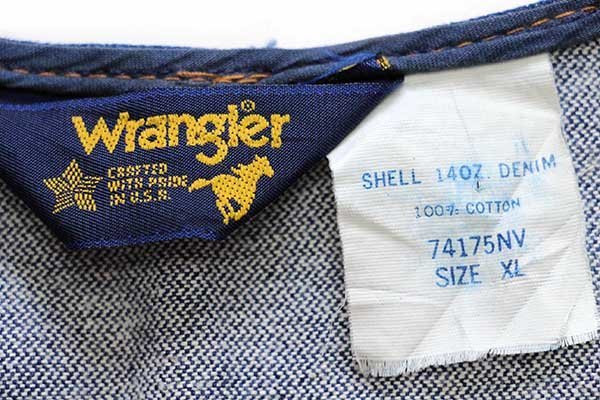 Wrangler®
CRAFTED
WITH PRIDE
IN U.S.A.
SHELL 14OZ. DENIM
100% COTTON
74175NV
SIZE XL